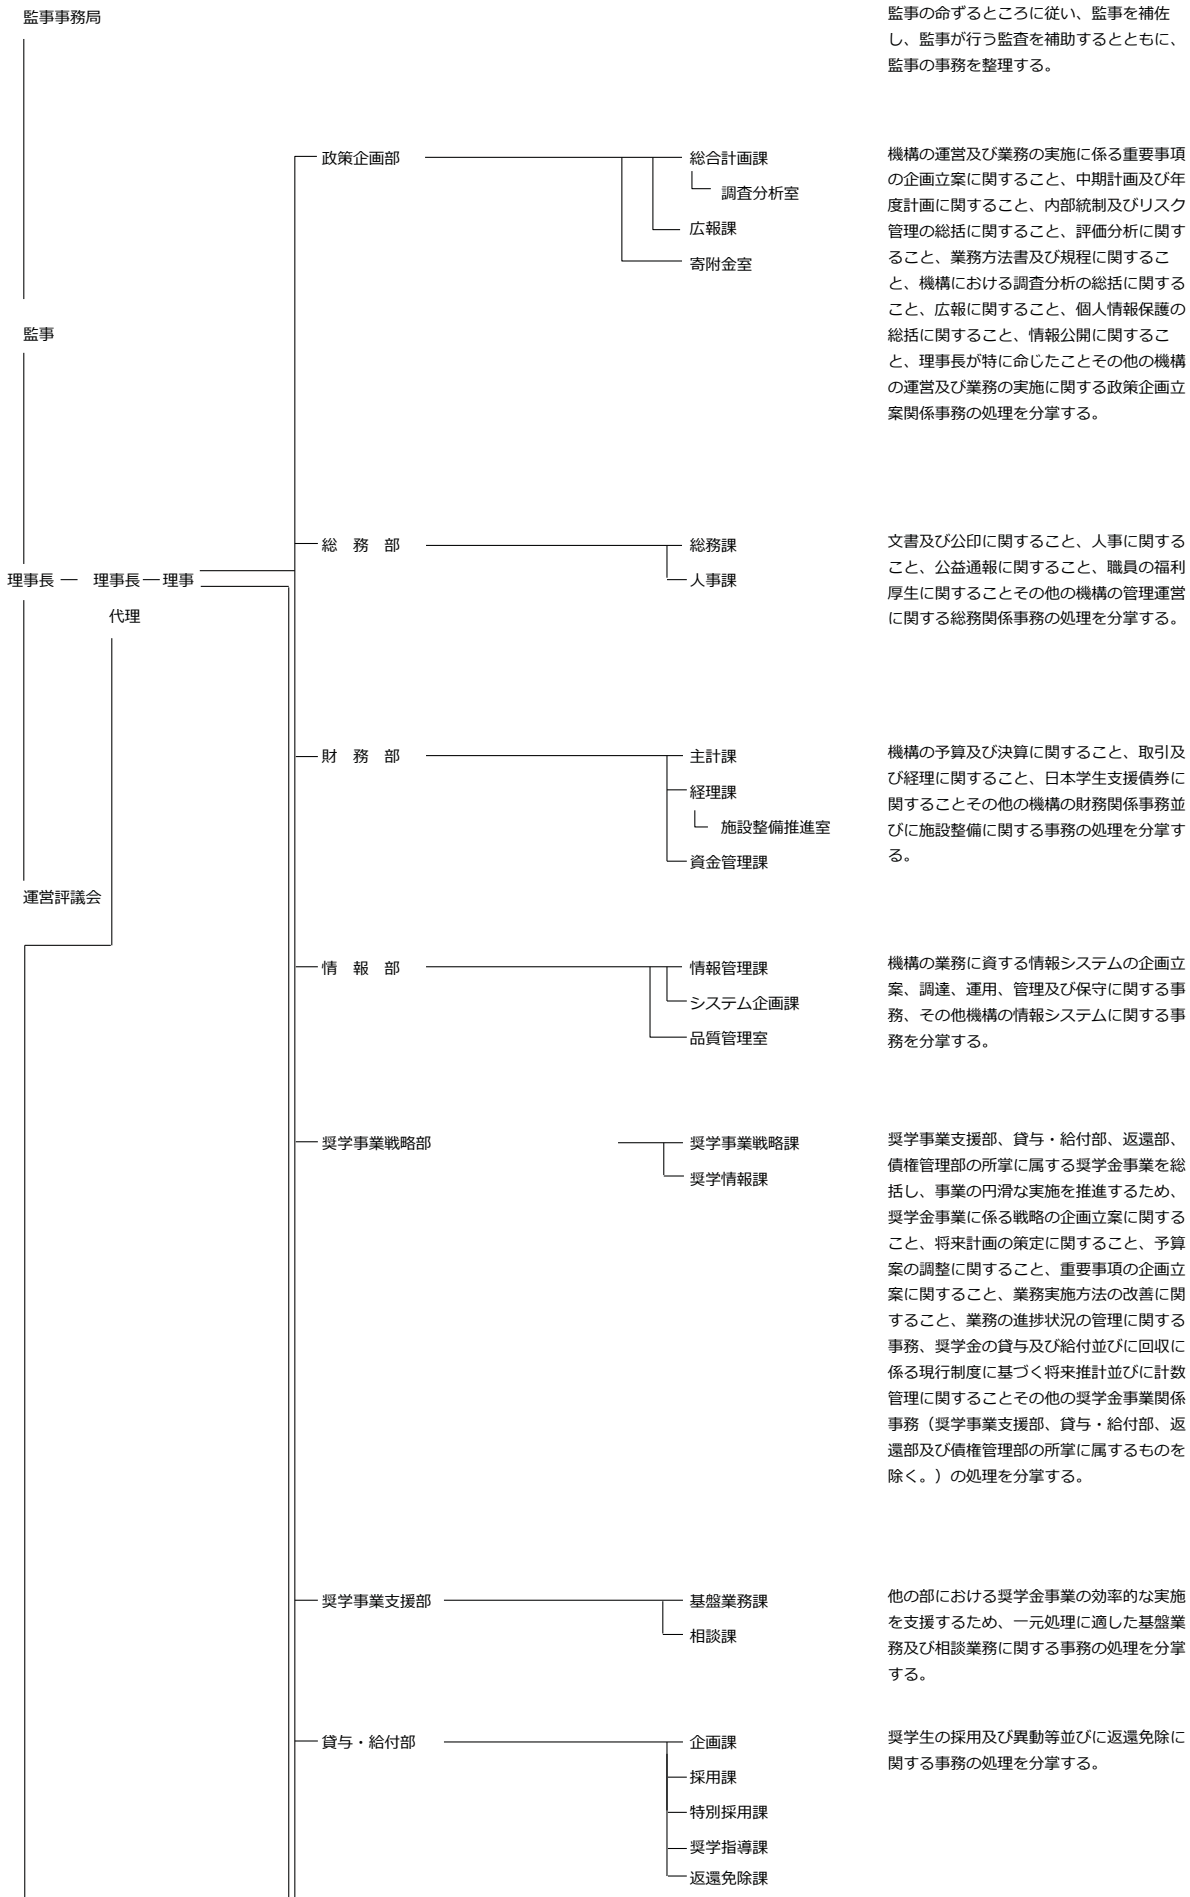 監事事務局
監事の命ずるところに従い、監事を補佐
し、監事が行う監査を補助するとともに、
監事の事務を整理する。
政策企画部
総合計画課
調査分析室
広報課
寄附金室
機構の運営及び業務の実施に係る重要事項
の企画立案に関すること、中期計画及び年
度計画に関すること、内部統制及びリスク
管理の総括に関すること、評価分析に関す
ること、業務方法書及び規程に関するこ
と、機構における調査分析の総括に関する
こと、広報に関すること、個人情報保護の
総括に関すること、情報公開に関するこ
と、理事長が特に命じたことその他の機構
の運営及び業務の実施に関する政策企画立
案関係事務の処理を分掌する。
監事
総 務 部
総務課
人事課
文書及び公印に関すること、人事に関する
こと、公益通報に関すること、職員の福利
厚生に関することその他の機構の管理運営
に関する総務関係事務の処理を分掌する。
理事長 理事長 理事
代理
財 務 部
主計課
経理課
施設整備推進室
資金管理課
機構の予算及び決算に関すること、取引及
び経理に関すること、日本学生支援債券に
関することその他の機構の財務関係事務並
びに施設整備に関する事務の処理を分掌す
る。
運営評議会
情 報 部
情報管理課
システム企画課
品質管理室
機構の業務に資する情報システムの企画立
案、調達、運用、管理及び保守に関する事
務、その他機構の情報システムに関する事
務を分掌する。
奨学事業戦略部
奨学事業戦略課
奨学情報課
奨学事業支援部、貸与・給付部、返還部、
債権管理部の所掌に属する奨学金事業を総
括し、事業の円滑な実施を推進するため、
奨学金事業に係る戦略の企画立案に関する
こと、将来計画の策定に関すること、予算
案の調整に関すること、重要事項の企画立
案に関すること、業務実施方法の改善に関
すること、業務の進捗状況の管理に関する
事務、奨学金の貸与及び給付並びに回収に
係る現行制度に基づく将来推計並びに計数
管理に関することその他の奨学金事業関係
事務（奨学事業支援部、貸与・給付部、返
還部及び債権管理部の所掌に属するものを
除く。）の処理を分掌する。
奨学事業支援部
基盤業務課
相談課
他の部における奨学金事業の効率的な実施
を支援するため、一元処理に適した基盤業
務及び相談業務に関する事務の処理を分掌
する。
貸与・給付部
企画課
採用課
特別採用課
奨学指導課
返還免除課
奨学生の採用及び異動等並びに返還免除に
関する事務の処理を分掌する。